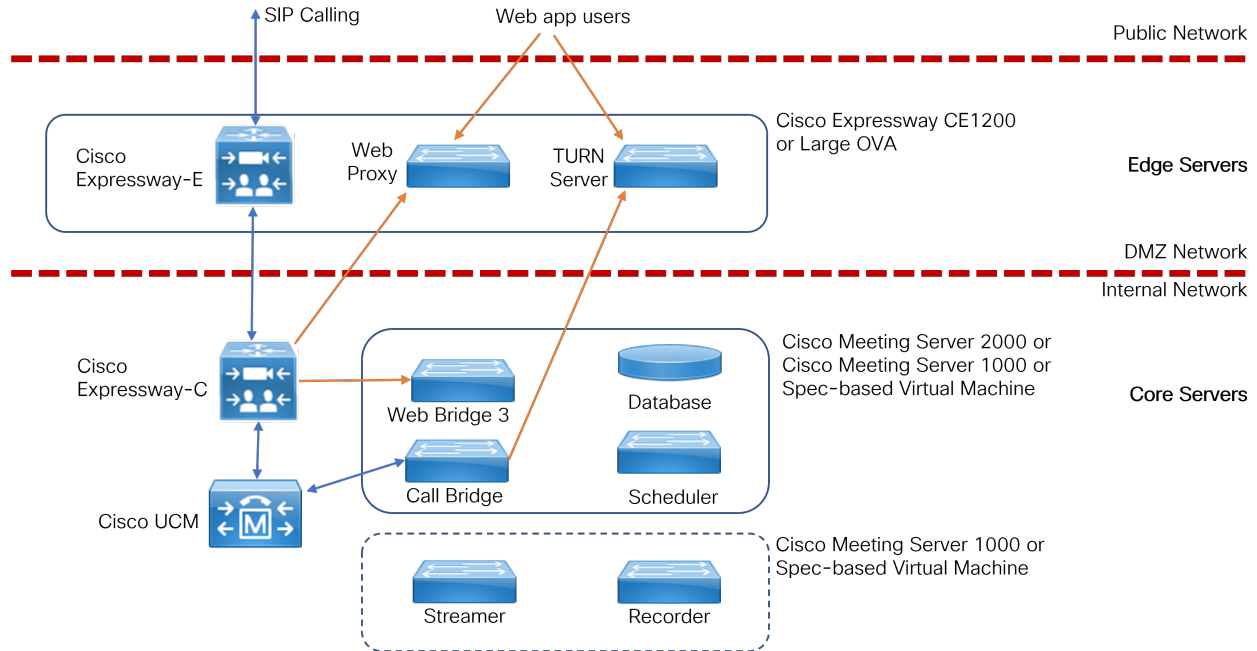 SIP Calling
Web app users
Public Network
Cisco Expressway CE1200
or Large OVA
Cisco
Expressway-E
Web
Proxy
TURN
Server
Edge Servers
DMZ Network
Internal Network
Cisco
Expressway-C
Web Bridge 3
Database
Cisco Meeting Server 2000 or
Cisco Meeting Server 1000 or
Spec-based Virtual Machine
Core Servers
Call Bridge
Scheduler
Cisco UCM
M
Cisco Meeting Server 1000 or
Spec-based Virtual Machine
Streamer
Recorder